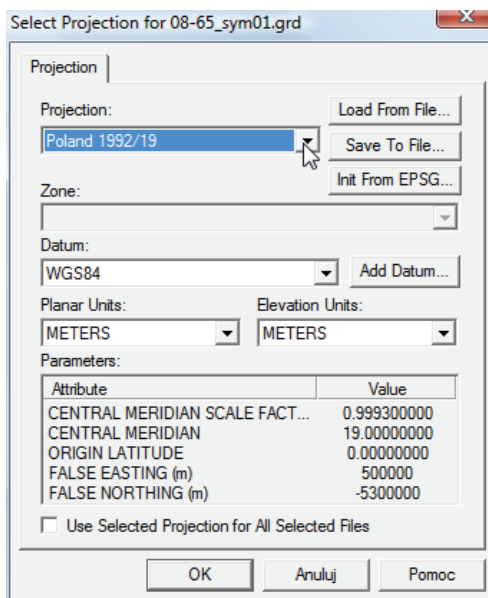 Select Projection for 08-65_sym01.grd
Projection
Projection:
Load From File...
Poland 1992/19
Save To File...
Init From EPSG...
Zone:
Datum:
WGS84
Add Datum...
Planar Units:
Elevation Units:
METERS
METERS
Parameters:
Attribute Value
CENTRAL MERIDIAN SCALE FACT... 0.999300000
CENTRAL MERIDIAN 19.00000000
ORIGIN LATITUDE 0.00000000
FALSE EASTING (m) 500000
FALSE NORTHING (m) -5300000
Use Selected Projection for All Selected Files
OK Anuluj Pomoc